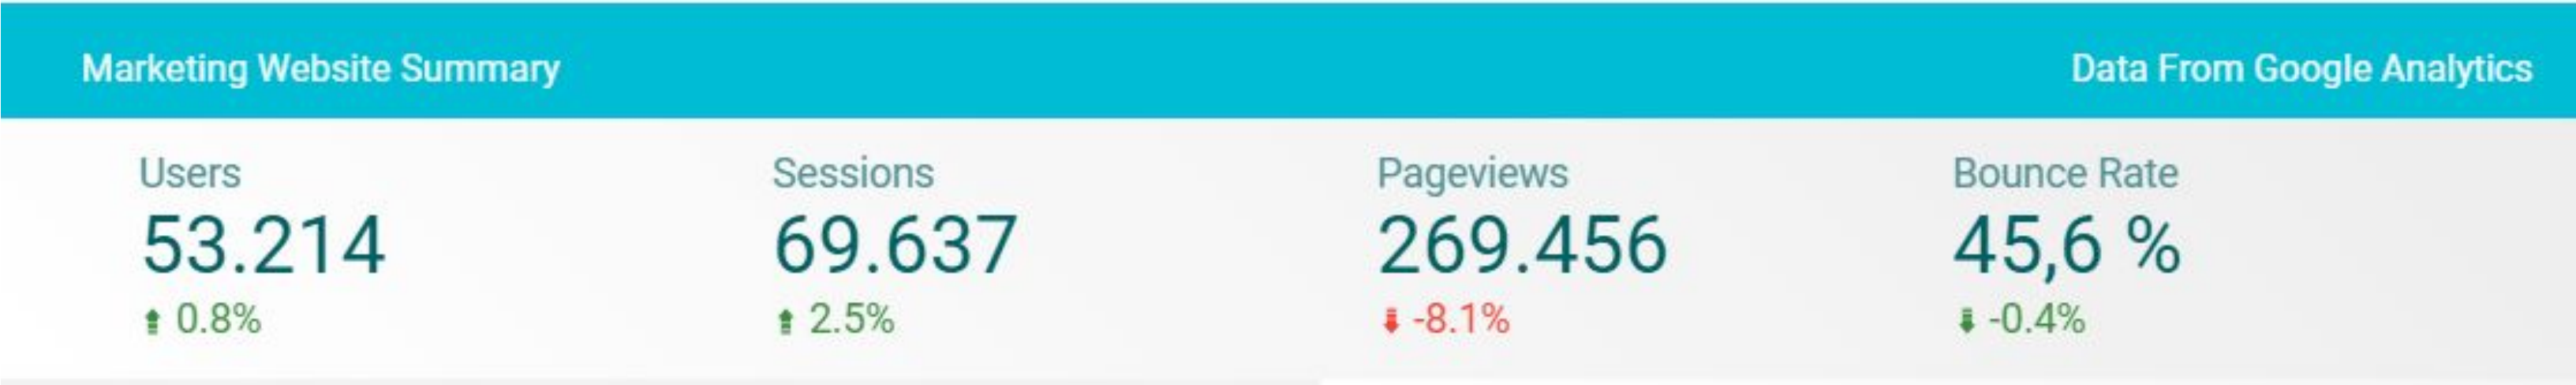 Marketing Website Summary Data From Google Analytics
Users Sessions Pageviews Bounce Rate
53.214 69.637 269.456 45,6 %
0.8% 2.5% -8.1% -0.4%